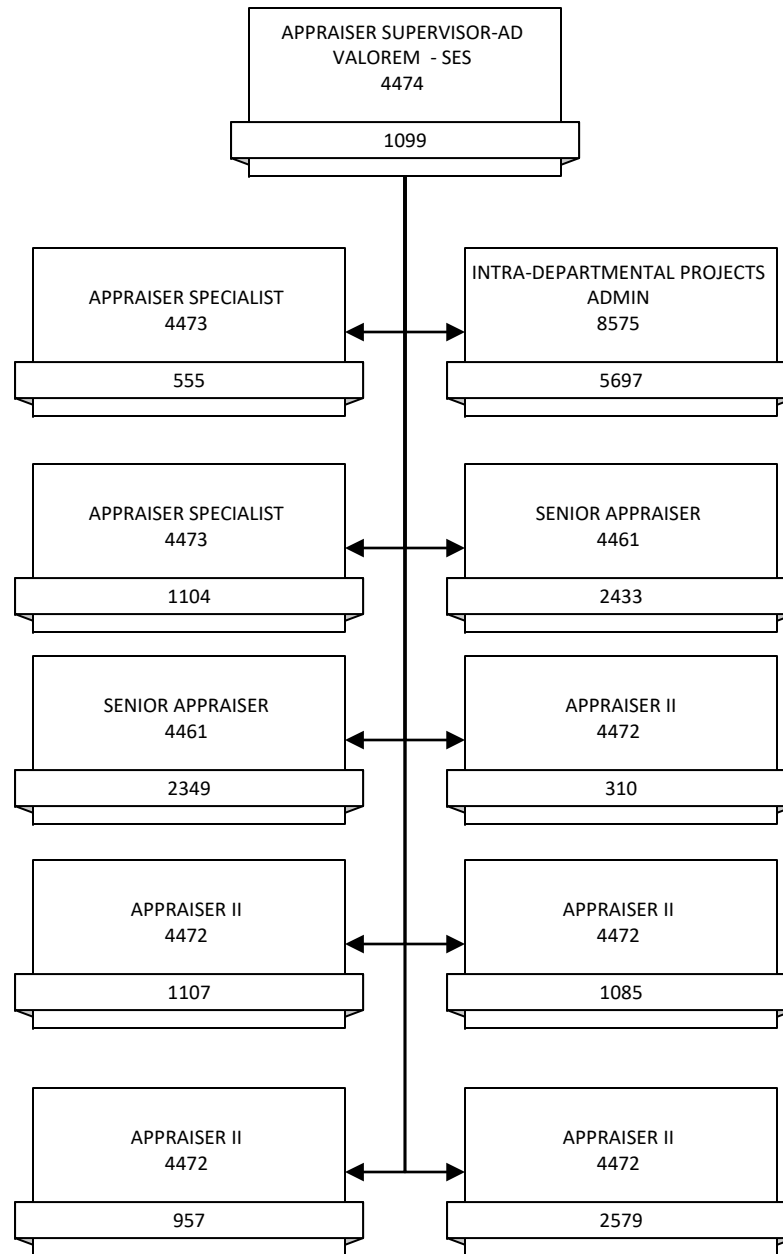 APPRAISER SUPERVISOR-AD
VALOREM - SES
4474
1099
APPRAISER SPECIALIST
4473
555
INTRA-DEPARTMENTAL PROJECTS
ADMIN
8575
5697
APPRAISER SPECIALIST
4473
1104
SENIOR APPRAISER
4461
2433
SENIOR APPRAISER
4461
2349
APPRAISER II
4472
310
APPRAISER II
4472
1107
APPRAISER II
4472
1085
APPRAISER II
4472
957
APPRAISER II
4472
2579